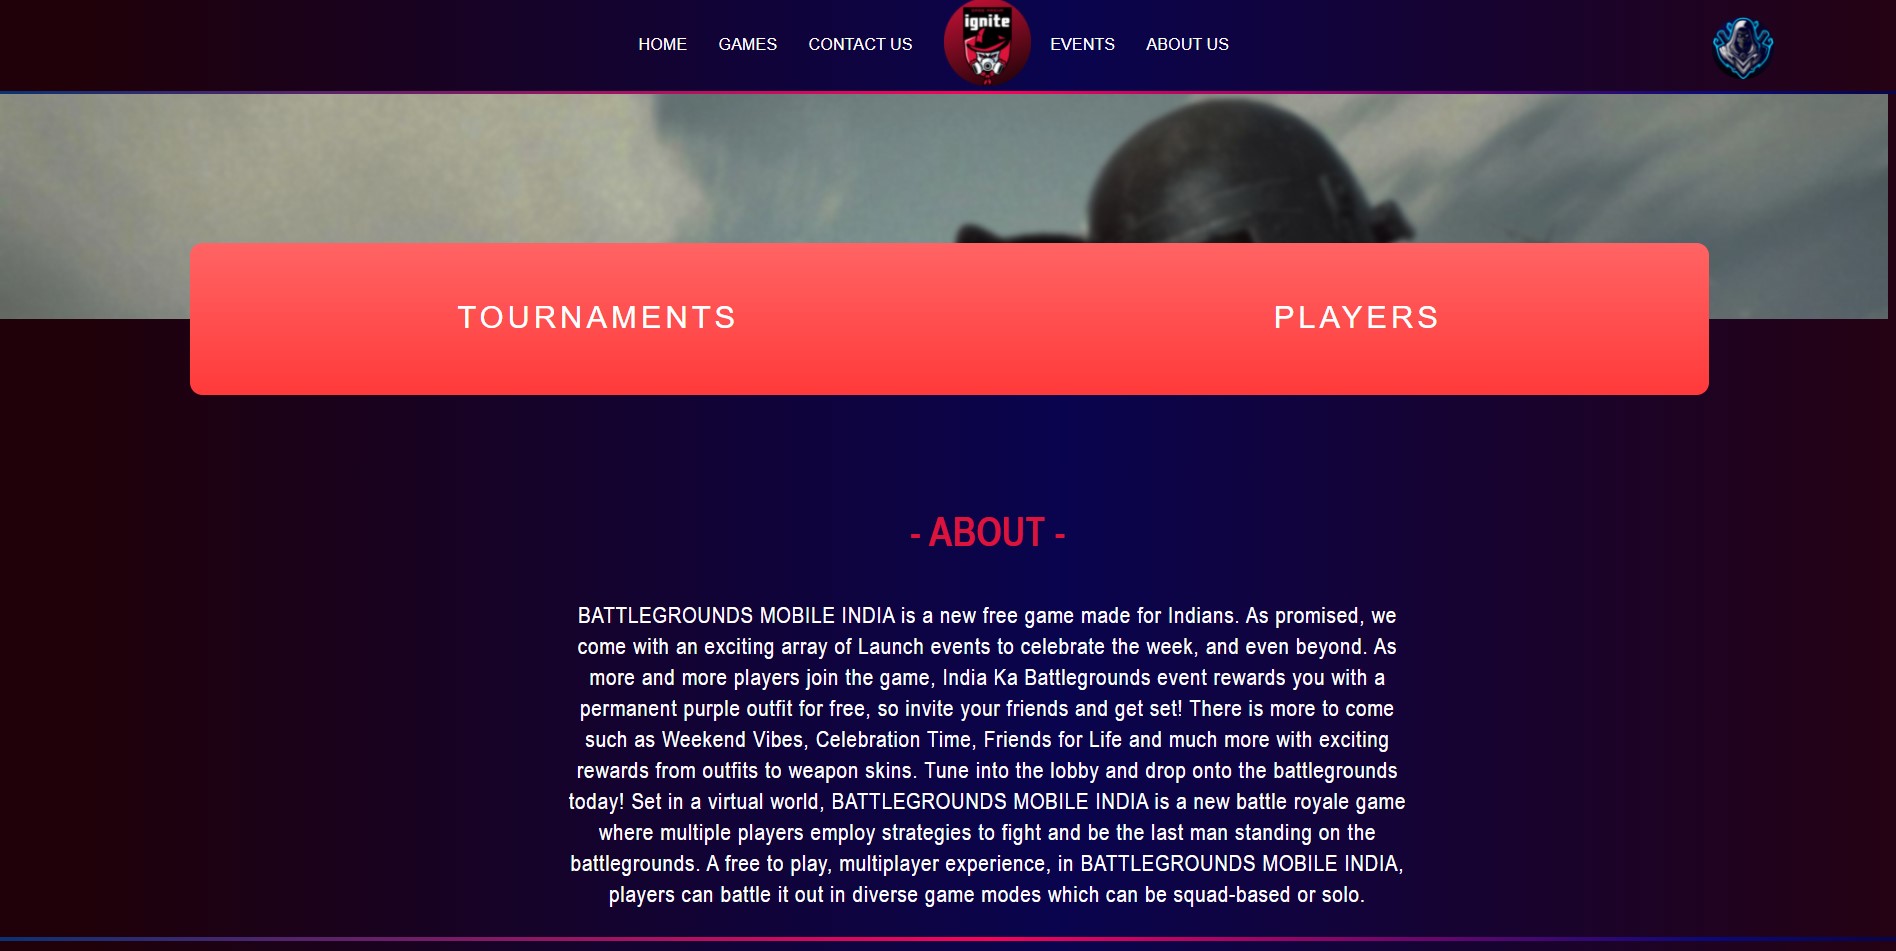 HOME GAMES CONTACT US ignite EVENTS ABOUT US
TOURNAMENTS PLAYERS
- ABOUT -
BATTLEGROUNDS MOBILE INDIA is a new free game made for Indians. As promised, we
come with an exciting array of Launch events to celebrate the week, and even beyond. As
more and more players join the game, India Ka Battlegrounds event rewards you with a
permanent purple outfit for free, so invite your friends and get set! There is more to come
such as Weekend Vibes, Celebration Time, Friends for Life and much more with exciting
rewards from outfits to weapon skins. Tune into the lobby and drop onto the battlegrounds
today! Set in a virtual world, BATTLEGROUNDS MOBILE INDIA is a new battle royale game
where multiple players employ strategies to fight and be the last man standing on the
battlegrounds. A free to play, multiplayer experience, in BATTLEGROUNDS MOBILE INDIA,
players can battle it out in diverse game modes which can be squad-based or solo.